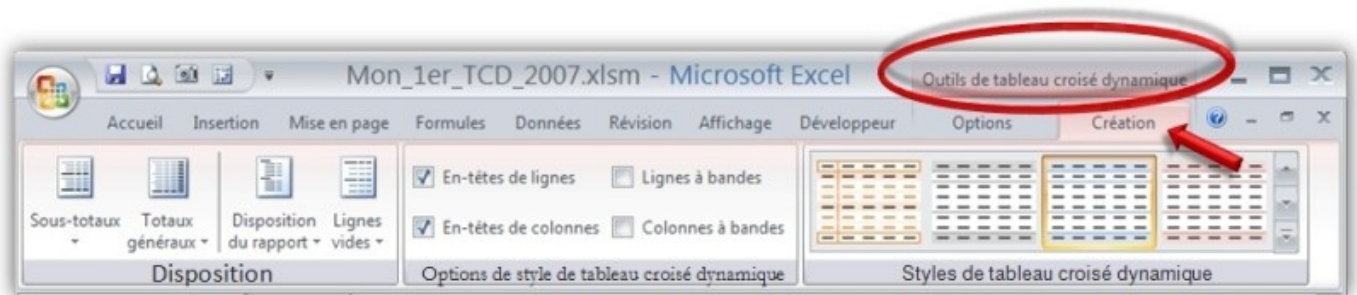 Mon_1er_TCD_2007.xlsm - Microsoft Excel
Outils de tableau croisé dynamique
Accueil Insertion Mise en page Formules Données Révision Affichage Développeur Options Création
En-têtes de lignes Lignes à bandes
Sous-totaux Totaux généraux Disposition du rapport Lignes vides
En-têtes de colonnes Colonnes à bandes
Disposition Options de style de tableau croisé dynamique Styles de tableau croisé dynamique